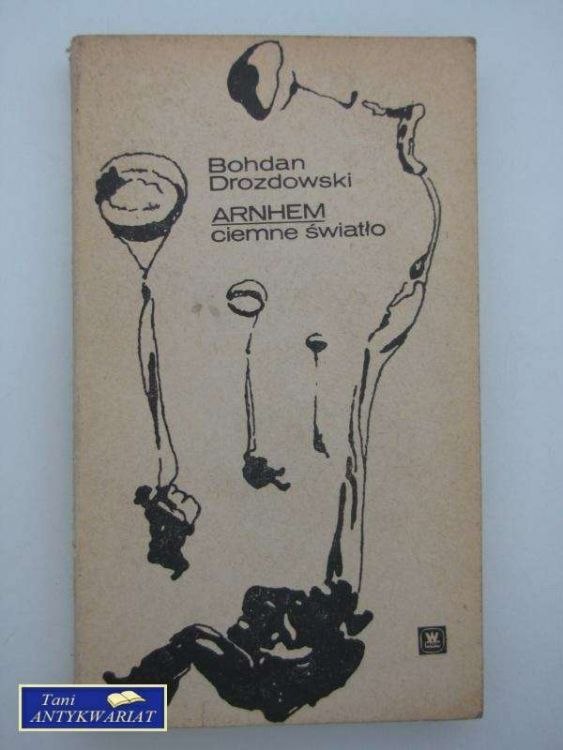 Bohdan
Drozdowski
ARNHEM
ciemne światło
W
Tani
ANTYKWARIAT